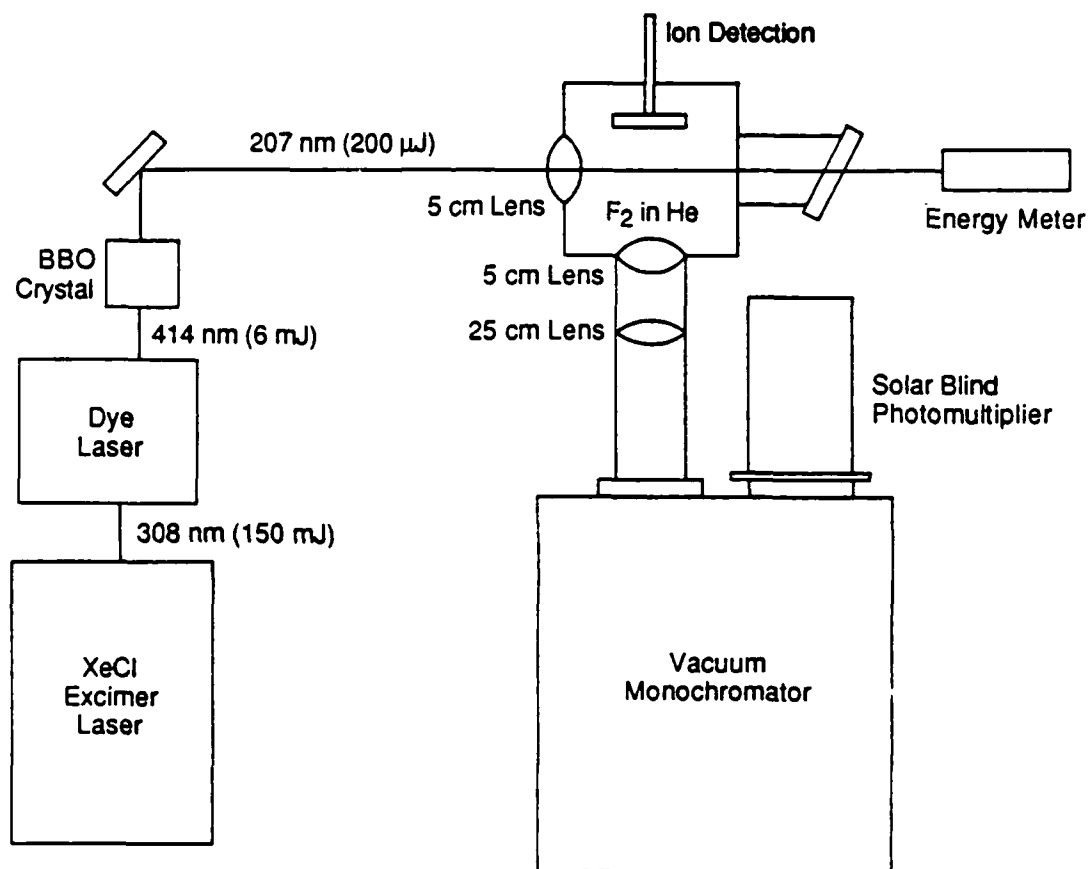 Ion Detection
207 nm (200 μJ)
5 cm Lens
F2 in He
Energy Meter
BBO
Crystal
5 cm Lens
414 nm (6 mJ)
25 cm Lens
Dye
Laser
Solar Blind
Photomultiplier
308 nm (150 mJ)
XeCl
Excimer
Laser
Vacuum
Monochromator